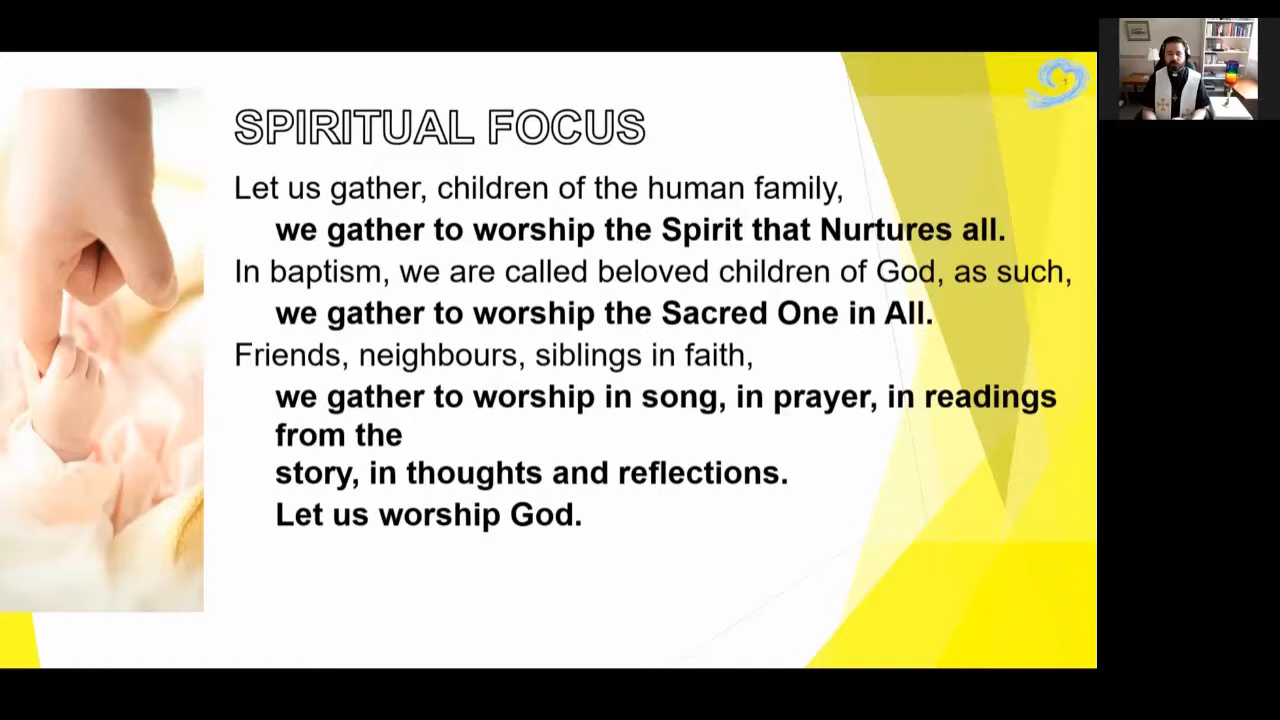 SPIRITUAL FOCUS
Let us gather, children of the human family,
we gather to worship the Spirit that Nurtures all.
In baptism, we are called beloved children of God, as such,
we gather to worship the Sacred One in All.
Friends, neighbours, siblings in faith,
we gather to worship in song, in prayer, in readings
from the
story, in thoughts and reflections.
Let us worship God.